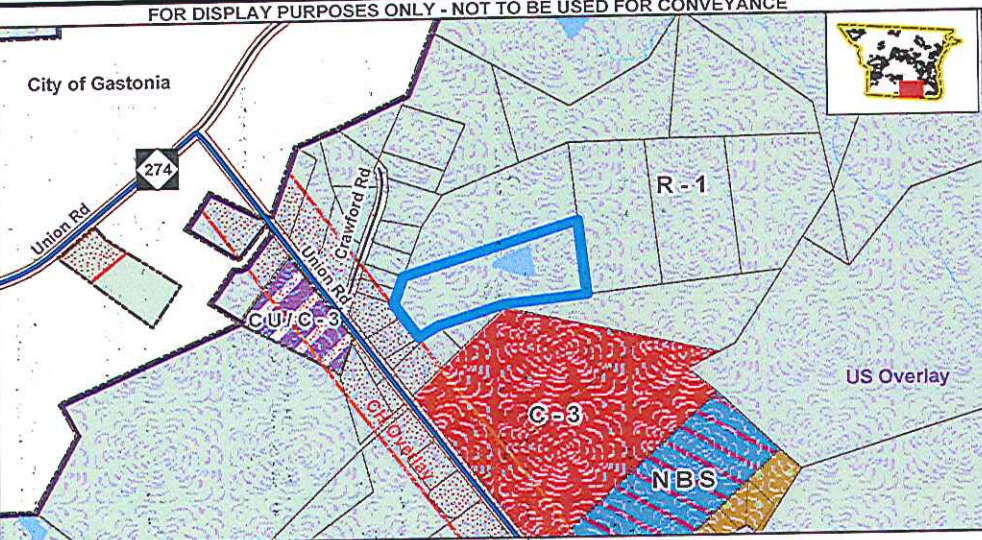 FOR DISPLAY PURPOSES ONLY - NOT TO BE USED FOR CONVEYANCE
City of Gastonia
274
Union Rd
Crawford Rd
Union Rd
R-1
CU/C-3
US Overlay
C-3
CH Overlay
NBS